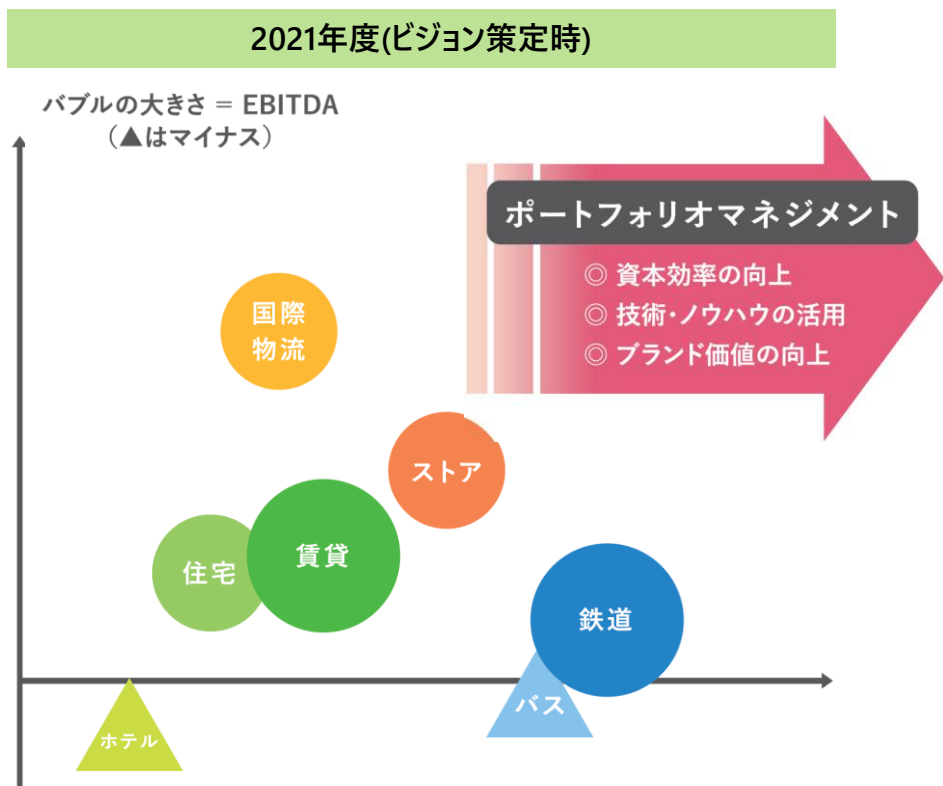 2021年度(ビジョン策定時)
バブルの大きさ = EBITDA
(▲はマイナス)
ポートフォリオマネジメント
◎ 資本効率の向上
◎ 技術・ノウハウの活用
◎ ブランド価値の向上
国際
物流
ストア
住宅
賃貸
鉄道
バス
ホテル